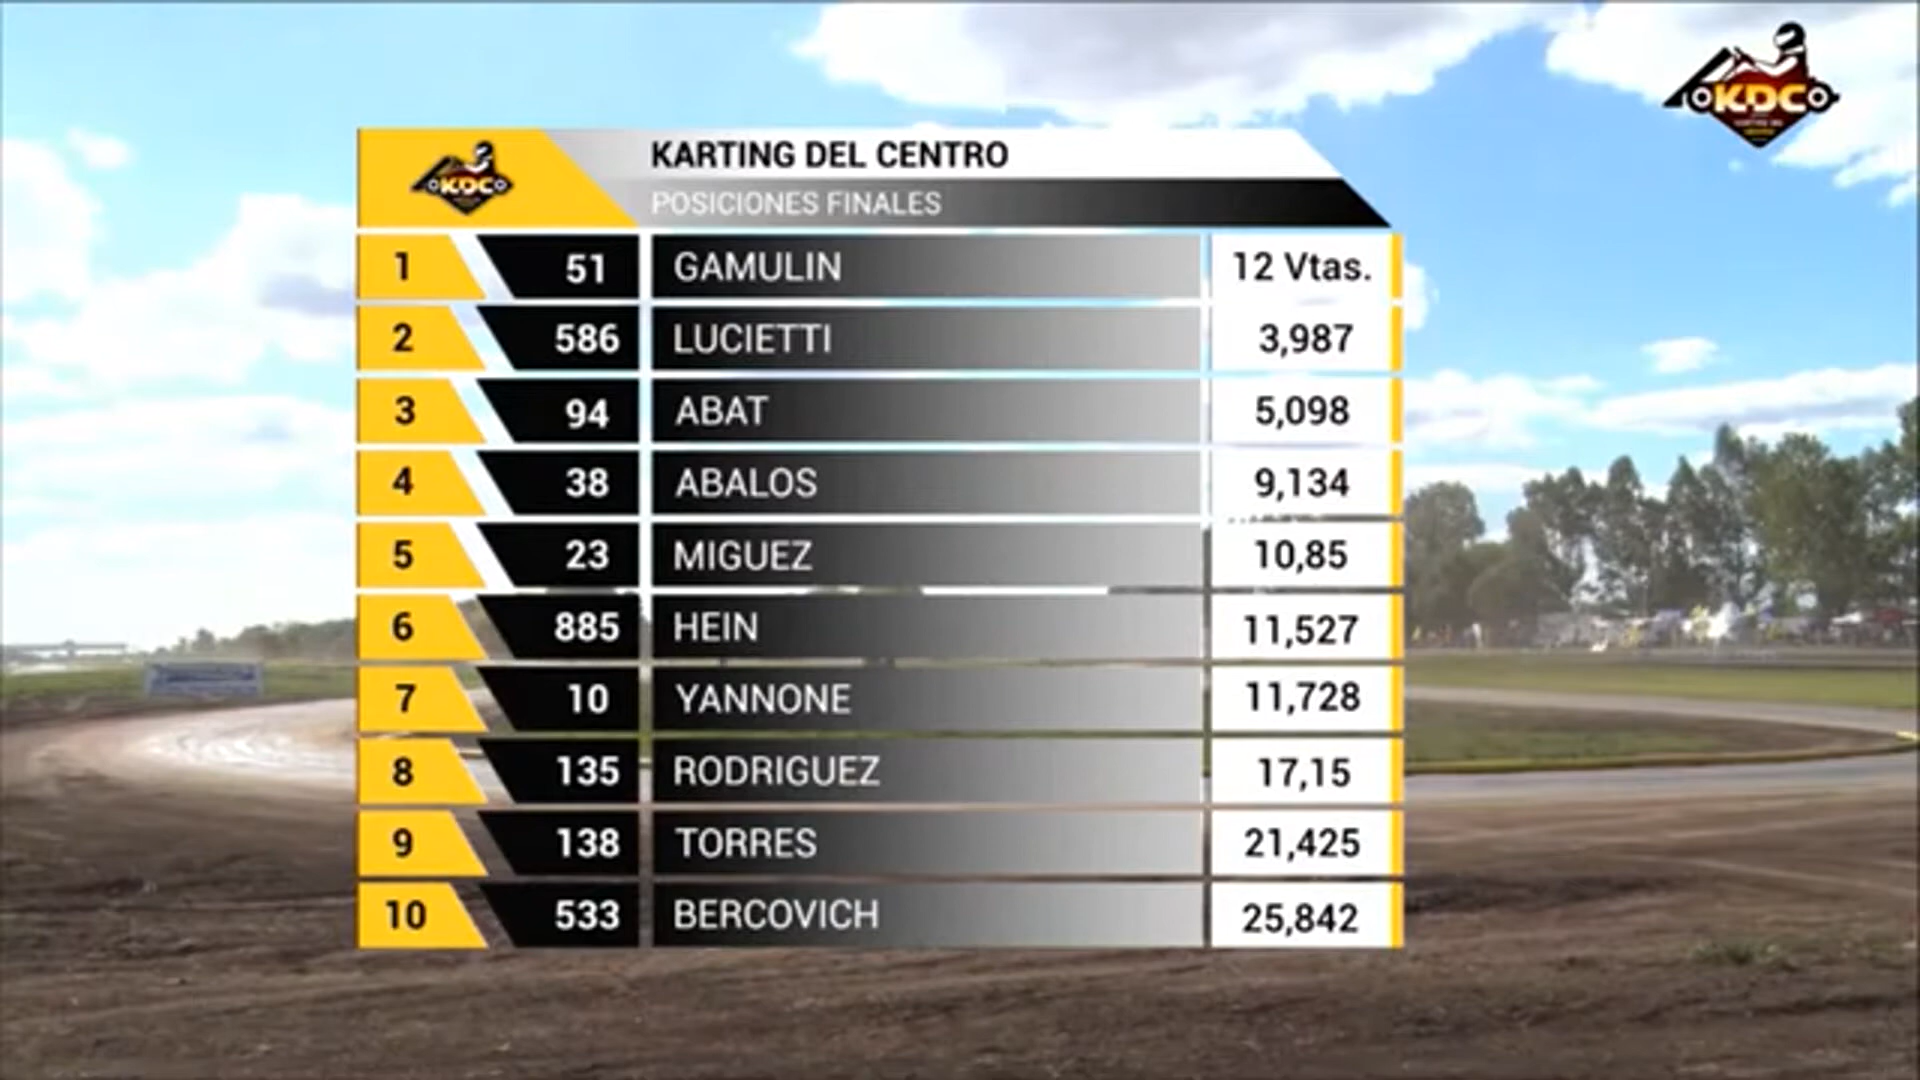 KDC
KARTING DEL CENTRO
POSICIONES FINALES
KDC
1 51 GAMULIN 12 Vtas.
2 586 LUCIETTI 3,987
3 94 ABAT 5,098
4 38 ABALOS 9,134
5 23 MIGUEZ 10,85
6 885 HEIN 11,527
7 10 YANNONE 11,728
8 135 RODRIGUEZ 17,15
9 138 TORRES 21,425
10 533 BERCOVICH 25,842